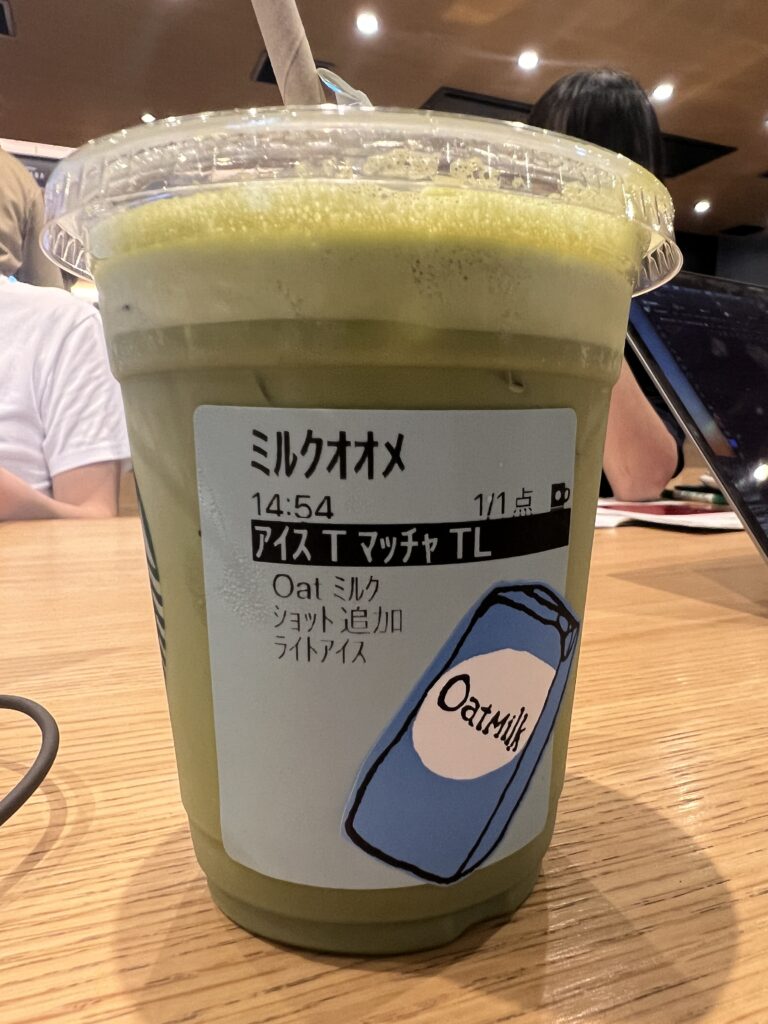 ミルクオオメ
14:54 1/1点
アイス T マッチャ TL
Oat ミルク
ショット 追加
ライトアイス
OatMilk